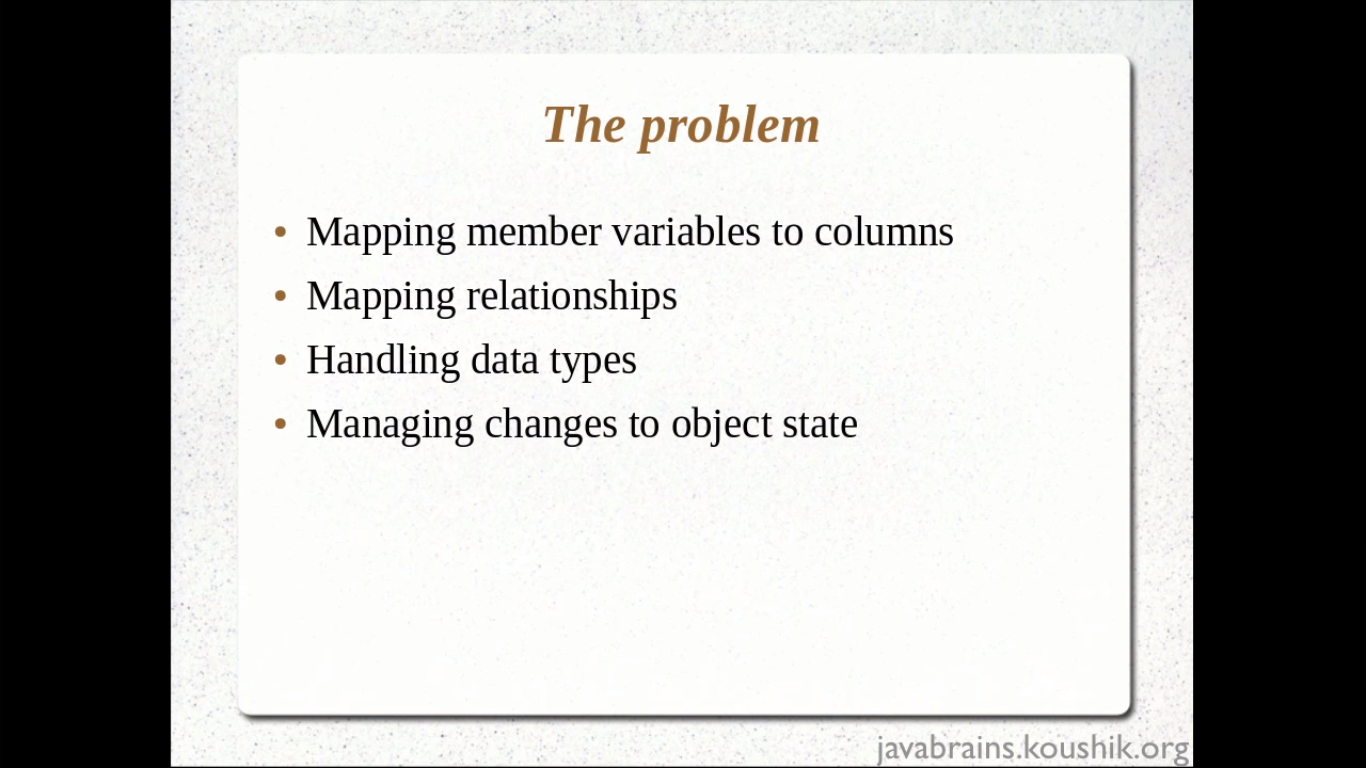 The problem
• Mapping member variables to columns
• Mapping relationships
• Handling data types
• Managing changes to object state
javabrains.koushik.org